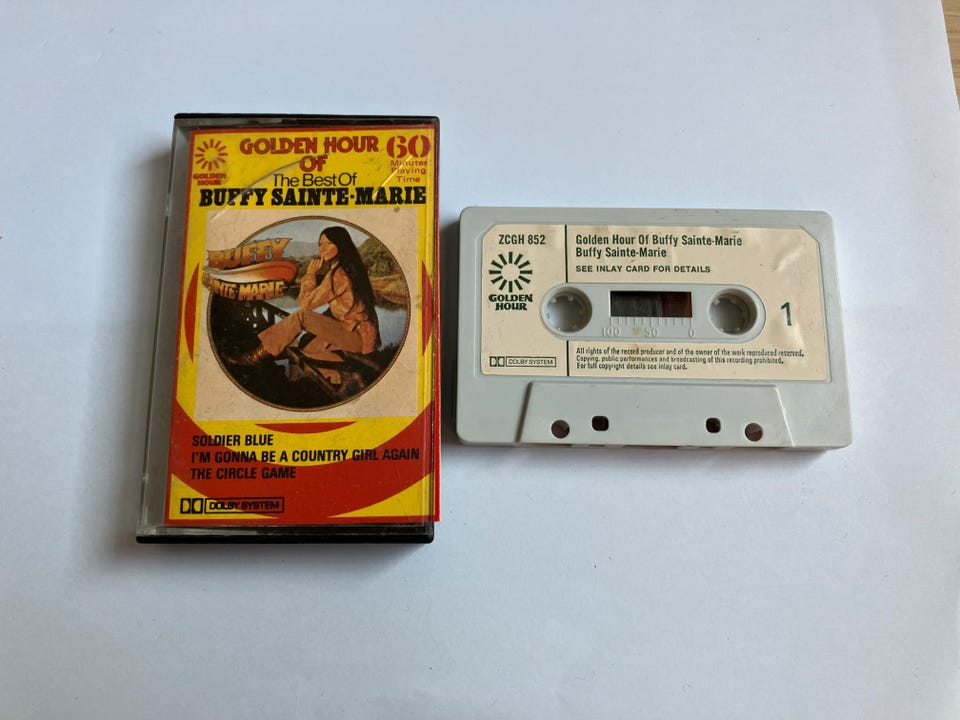 GOLDEN HOUR
OF
60
Minutes
Playing
Time
GOLDEN
HOUR
The Best Of
BUFFY SAINTE·MARIE
BUFFY
SAINTE-MARIE
SOLDIER BLUE
I'M GONNA BE A COUNTRY GIRL AGAIN
THE CIRCLE GAME
DOLBY SYSTEM
ZCGH 852
Golden Hour Of Buffy Sainte-Marie
Buffy Sainte-Marie
SEE INLAY CARD FOR DETAILS
GOLDEN
HOUR
100 50 0
1
DOLBY SYSTEM
All rights of the record producer and of the owner of the work reproduced reserved.
Copying, public performances and broadcasting of this recording prohibited.
For full copyright details see inlay card.